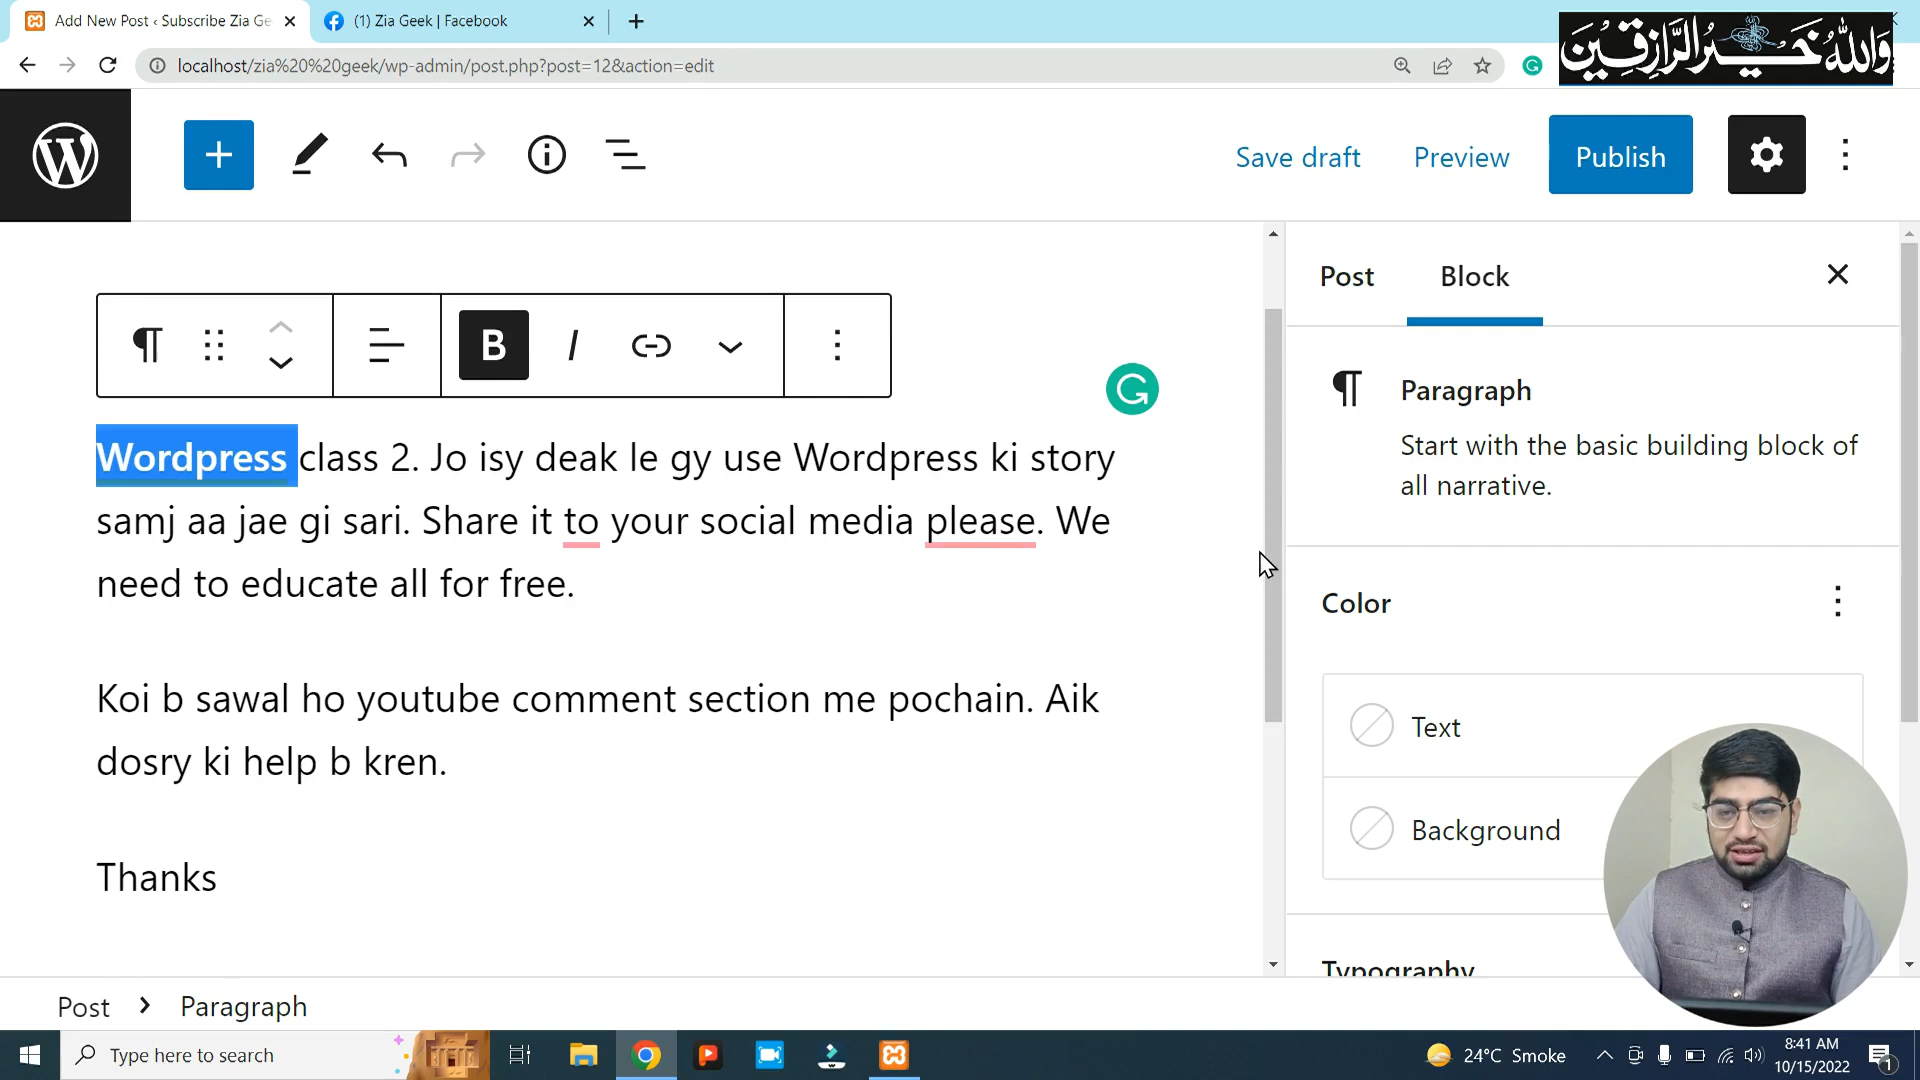 Add New Post ‹ Subscribe Zia Ge
(1) Zia Geek | Facebook
localhost/zia%20%20geek/wp-admin/post.php?post=12&action=edit
وَاللهُ خَيْرُ الرَّازِقِينَ
Save draft
Preview
Publish
Post
Block
B
I
Paragraph
Start with the basic building block of
all narrative.
Wordpress class 2. Jo isy deak le gy use Wordpress ki story
samj aa jae gi sari. Share it to your social media please. We
need to educate all for free.
Koi b sawal ho youtube comment section me pochain. Aik
dosry ki help b kren.
Thanks
Color
Text
Background
Typography
Post
Paragraph
Type here to search
24°C Smoke
8:41 AM
10/15/2022
1